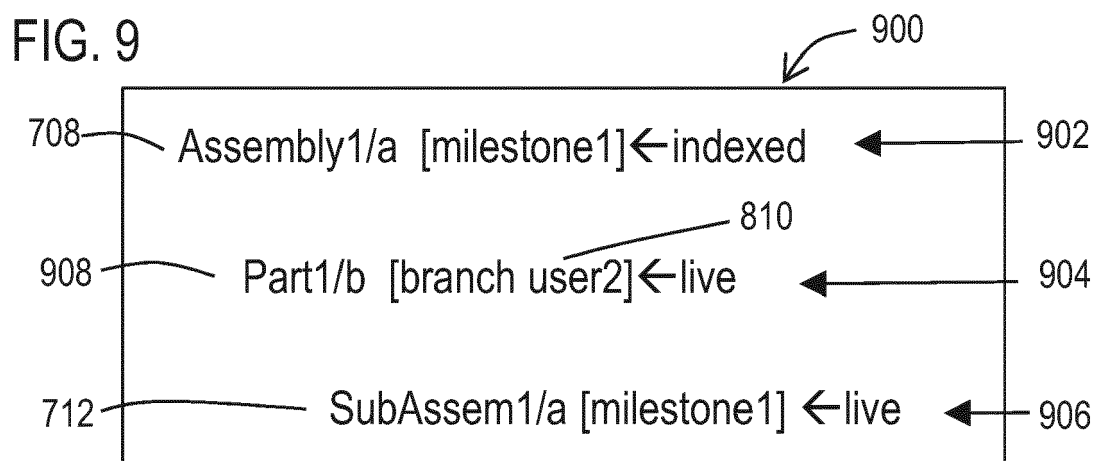 FIG. 9
900
708 Assembly1/a [milestone1]←indexed 902
810
908 Part1/b [branch user2]←live 904
712 SubAssem1/a [milestone1] ←live 906